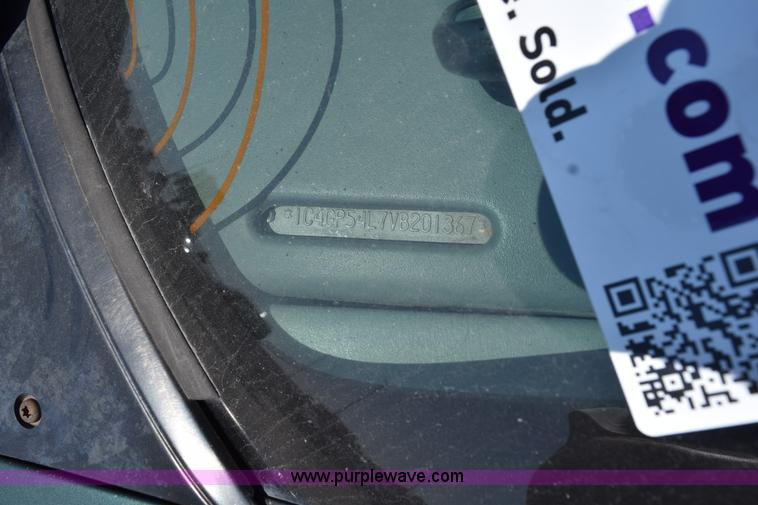 s. Sold.
com
*1C4GP54L7VB201367*
www.purplewave.com